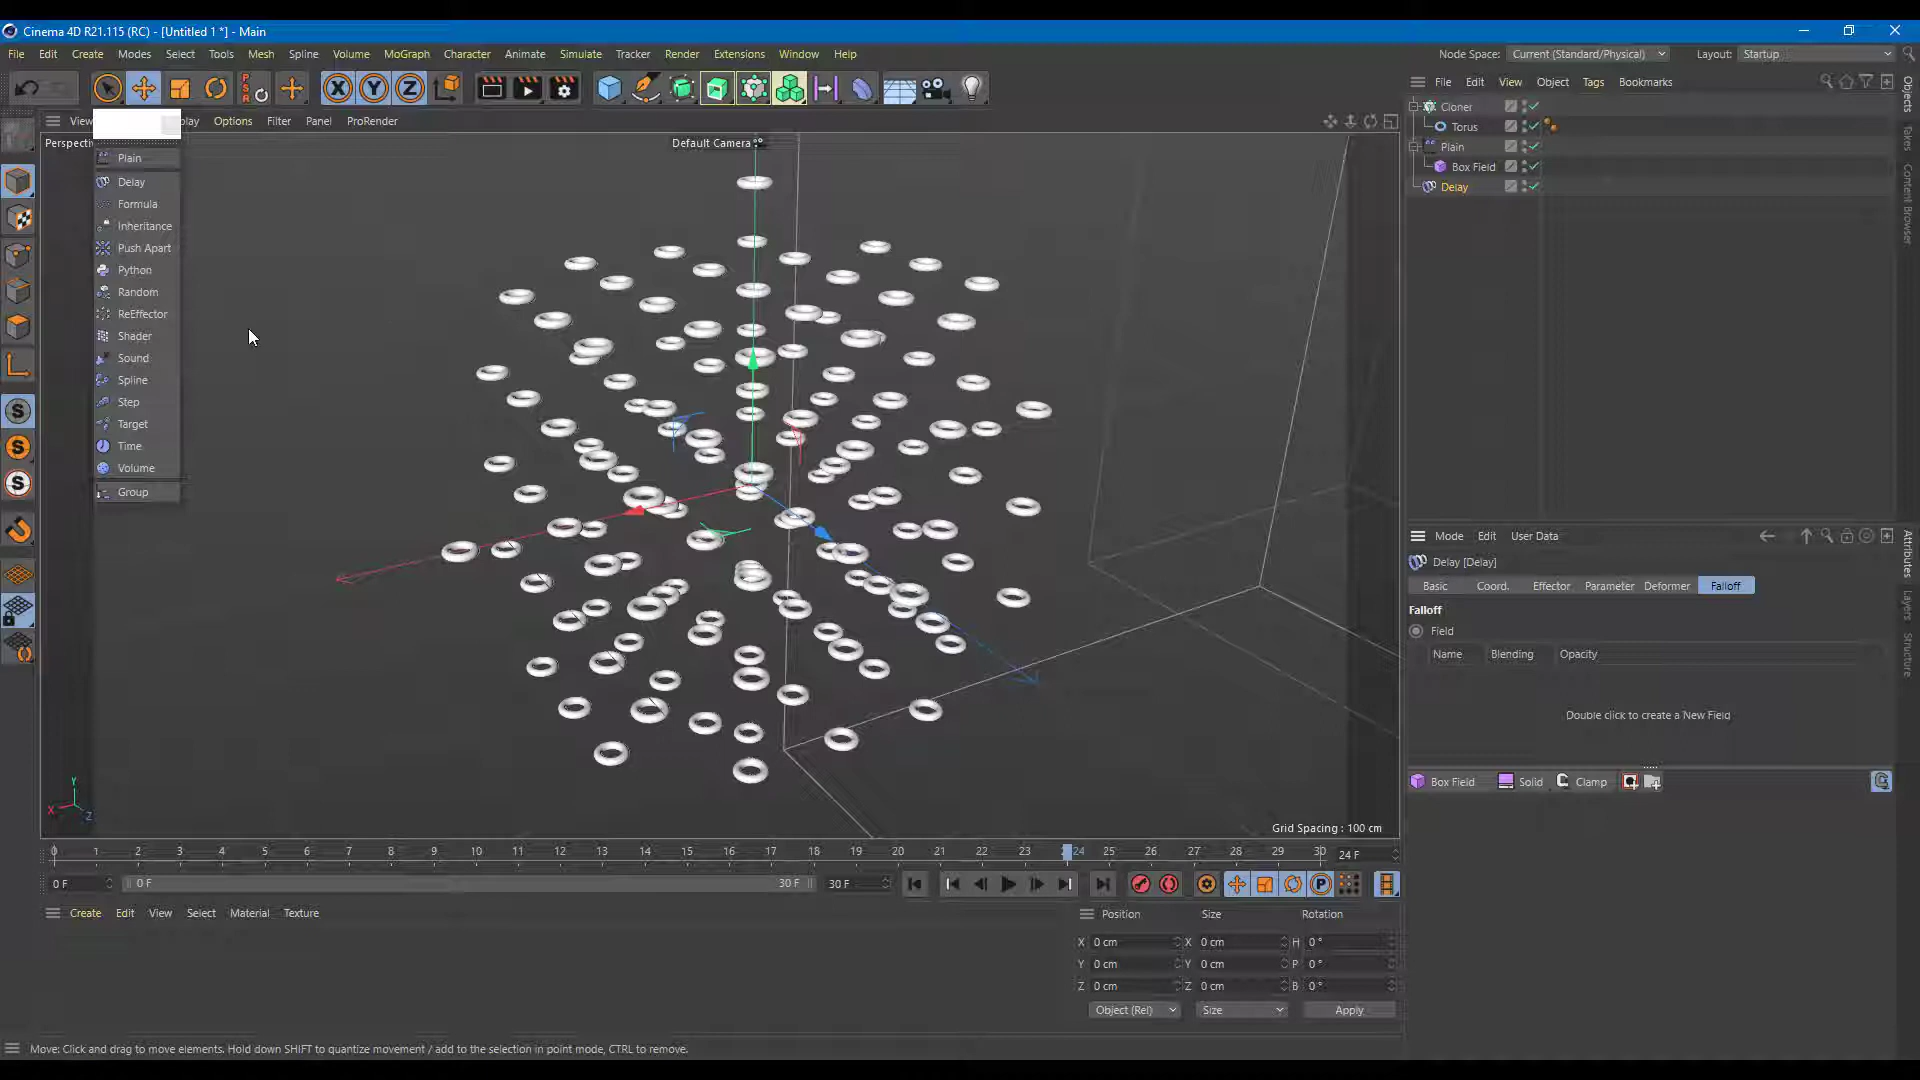 Cinema 4D R21.115 (RC) - [Untitled 1 *] - Main
File Edit Create Modes Select Tools Mesh Spline Volume MoGraph Character Animate Simulate Tracker Render Extensions Window Help
Node Space: Current (Standard/Physical) Layout: Startup
File Edit View Object Tags Bookmarks
Options Filter Panel ProRender
Default Camera
Cloner
Torus
Plain
Box Field
Delay
Plain
Delay
Formula
Inheritance
Push Apart
Python
Random
ReEffector
Shader
Sound
Spline
Step
Target
Time
Volume
Group
Objects
Takes
Content Browser
Mode Edit User Data
Delay [Delay]
Basic Coord. Effector Parameter Deformer Falloff
Falloff
Field
Name Blending Opacity
Double click to create a New Field
Box Field Solid Clamp
Attributes
Layers
Structure
Y
X
Z
Grid Spacing : 100 cm
0 1 2 3 4 5 6 7 8 9 10 11 12 13 14 15 16 17 18 19 20 21 22 23 24 25 26 27 28 29 30 24 F
0 F 0 F 30 F 30 F
Create Edit View Select Material Texture
Position Size Rotation
X 0 cm X 0 cm H 0 °
Y 0 cm Y 0 cm P 0 °
Z 0 cm Z 0 cm B 0 °
Object (Rel) Size Apply
Move: Click and drag to move elements. Hold down SHIFT to quantize movement / add to the selection in point mode, CTRL to remove.